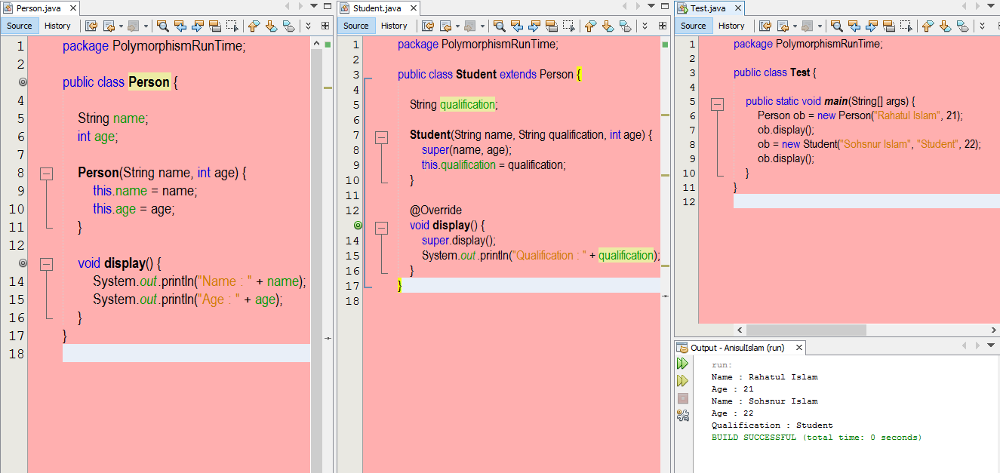 Person.java
Source History
1 package PolymorphismRunTime;
2
public class Person {
4
5 String name;
6 int age;
7
8 Person(String name, int age) {
9 this.name = name;
10 this.age = age;
11 }
12
void display() {
14 System.out.println("Name : " + name);
15 System.out.println("Age : " + age);
16 }
17 }
18
Student.java
Source History
1 package PolymorphismRunTime;
2
3 public class Student extends Person {
4
5 String qualification;
6
7 Student(String name, String qualification, int age) {
8 super(name, age);
9 this.qualification = qualification;
10 }
11
12 @Override
void display() {
14 super.display();
15 System.out.println("Qualification : " + qualification);
16 }
17 }
18
Test.java
Source History
1 package PolymorphismRunTime;
2
3 public class Test {
4
5 public static void main(String[] args) {
6 Person ob = new Person("Rahatul Islam", 21);
7 ob.display();
8 ob = new Student("Sohsnur Islam", "Student", 22);
9 ob.display();
10 }
11 }
12
Output - AnisulIslam (run)
run:
Name : Rahatul Islam
Age : 21
Name : Sohsnur Islam
Age : 22
Qualification : Student
BUILD SUCCESSFUL (total time: 0 seconds)